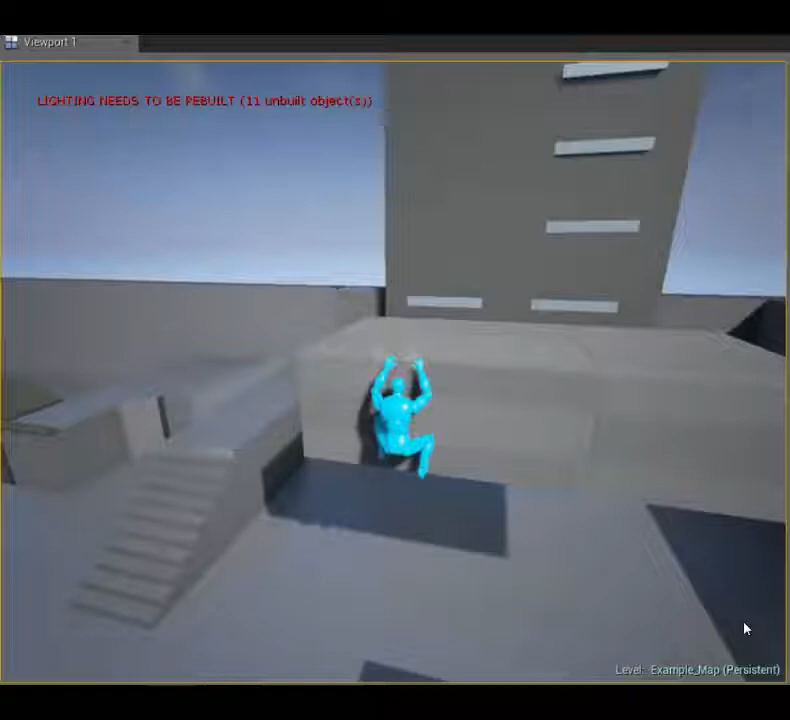 Viewport 1
LIGHTING NEEDS TO BE REBUILT (11 unbuilt object(s))
Level: Example_Map (Persistent)